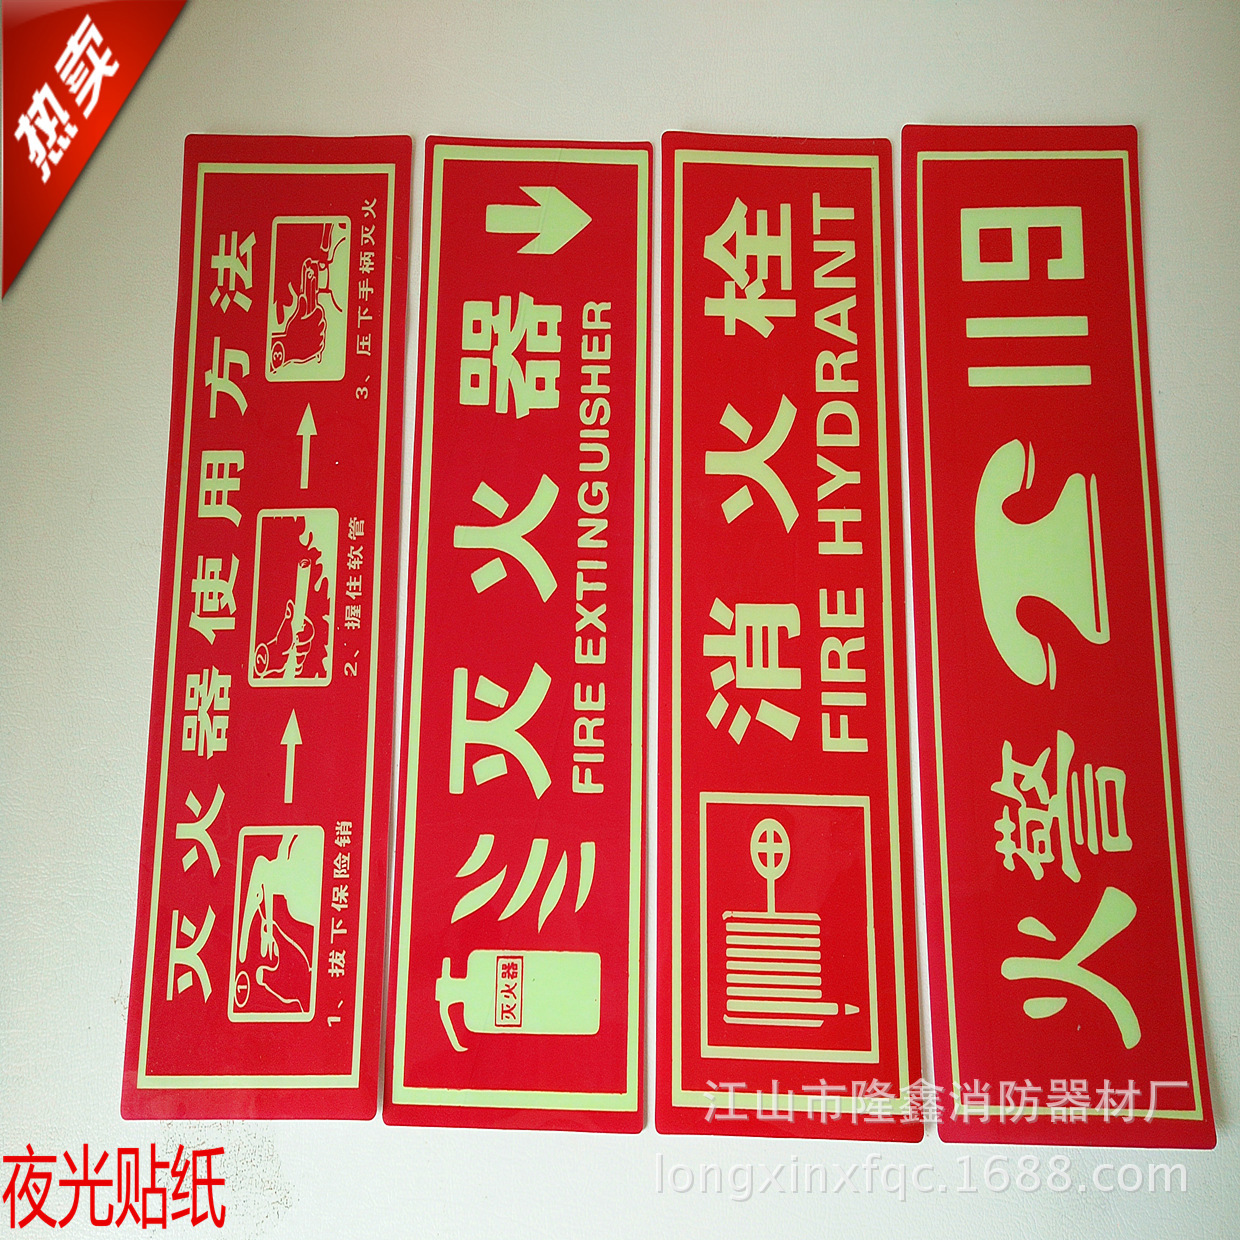 热卖
灭火器使用方法
①
②
③
1、拔下保险销
2、握住软管
3、压下手柄灭火
灭火器
FIRE EXTINGUISHER
灭火器
消火栓
FIRE HYDRANT
火警
119
江山市隆鑫消防器材厂
longxinxfqc.1688.com
夜光贴纸